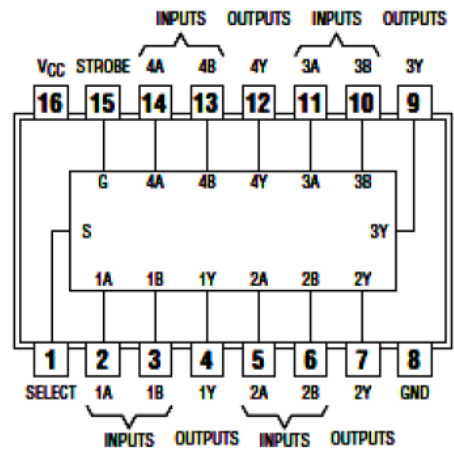 INPUTS OUTPUTS INPUTS OUTPUTS
VCC STROBE 4A 4B 4Y 3A 3B 3Y
16 15 14 13 12 11 10 9
G 4A 4B 4Y 3A 3B
S 3Y
1A 1B 1Y 2A 2B 2Y
1 2 3 4 5 6 7 8
SELECT 1A 1B 1Y 2A 2B 2Y GND
INPUTS OUTPUTS INPUTS OUTPUTS